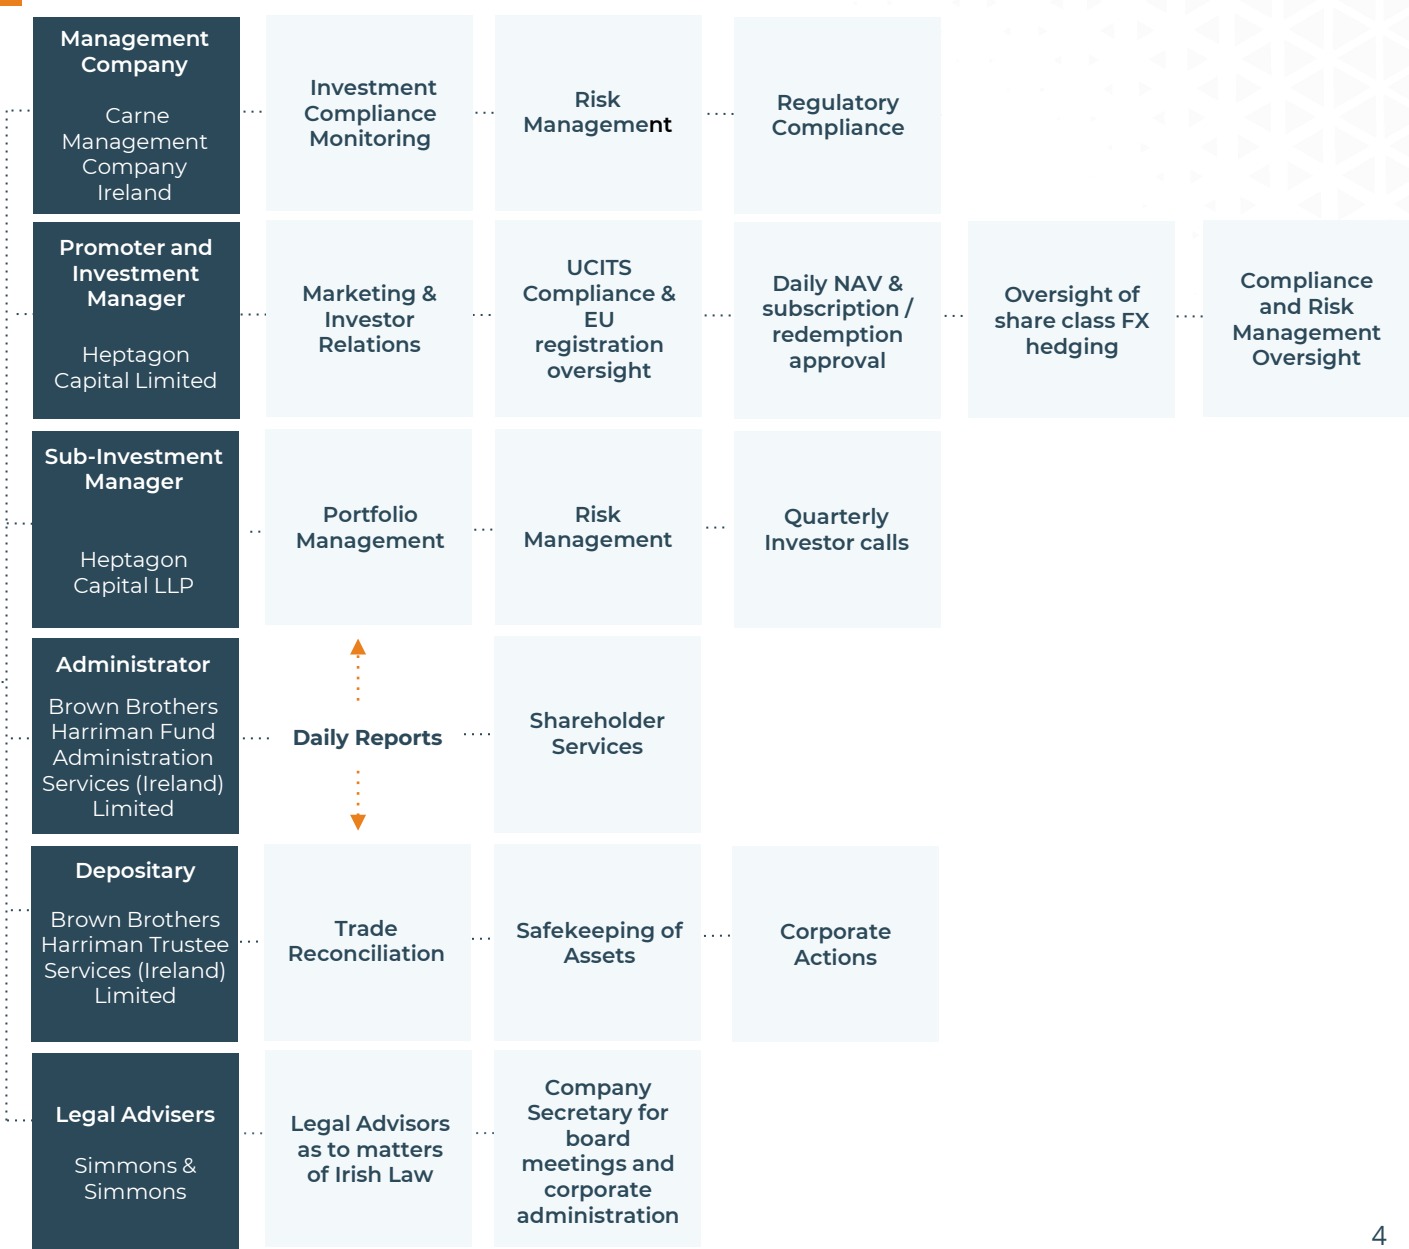 Management
Company
Carne
Management
Company
Ireland
Investment
Compliance
Monitoring
Risk
Management
Regulatory
Compliance
Promoter and
Investment
Manager
Heptagon
Capital Limited
Marketing &
Investor
Relations
UCITS
Compliance &
EU
registration
oversight
Daily NAV &
subscription /
redemption
approval
Oversight of
share class FX
hedging
Compliance
and Risk
Management
Oversight
Sub-Investment
Manager
Heptagon
Capital LLP
Portfolio
Management
Risk
Management
Quarterly
Investor calls
Administrator
Brown Brothers
Harriman Fund
Administration
Services (Ireland)
Limited
Daily Reports
Shareholder
Services
Depositary
Brown Brothers
Harriman Trustee
Services (Ireland)
Limited
Trade
Reconciliation
Safekeeping of
Assets
Corporate
Actions
Legal Advisers
Simmons &
Simmons
Legal Advisors
as to matters
of Irish Law
Company
Secretary for
board
meetings and
corporate
administration
4